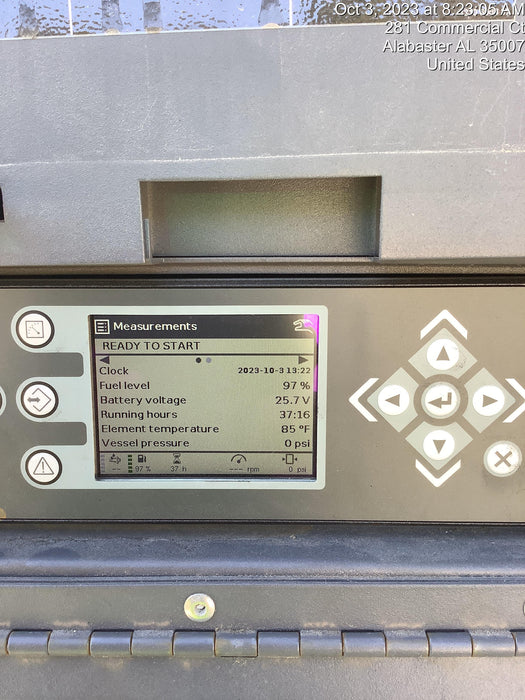 Oct 3, 2023 at 8:23:05 AM
281 Commercial Ct
Alabaster AL 35007
United States
Measurements
READY TO START
Clock 2023-10-3 13:22
Fuel level 97 %
Battery voltage 25.7 V
Running hours 37:16
Element temperature 85 °F
Vessel pressure 0 psi
-- 97 % 37 h --- rpm 0 psi